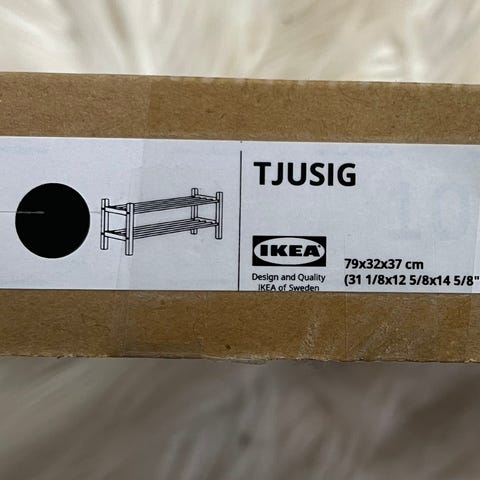 TJUSIG
IKEA
Design and Quality
IKEA of Sweden
79x32x37 cm
(31 1/8x12 5/8x14 5/8"